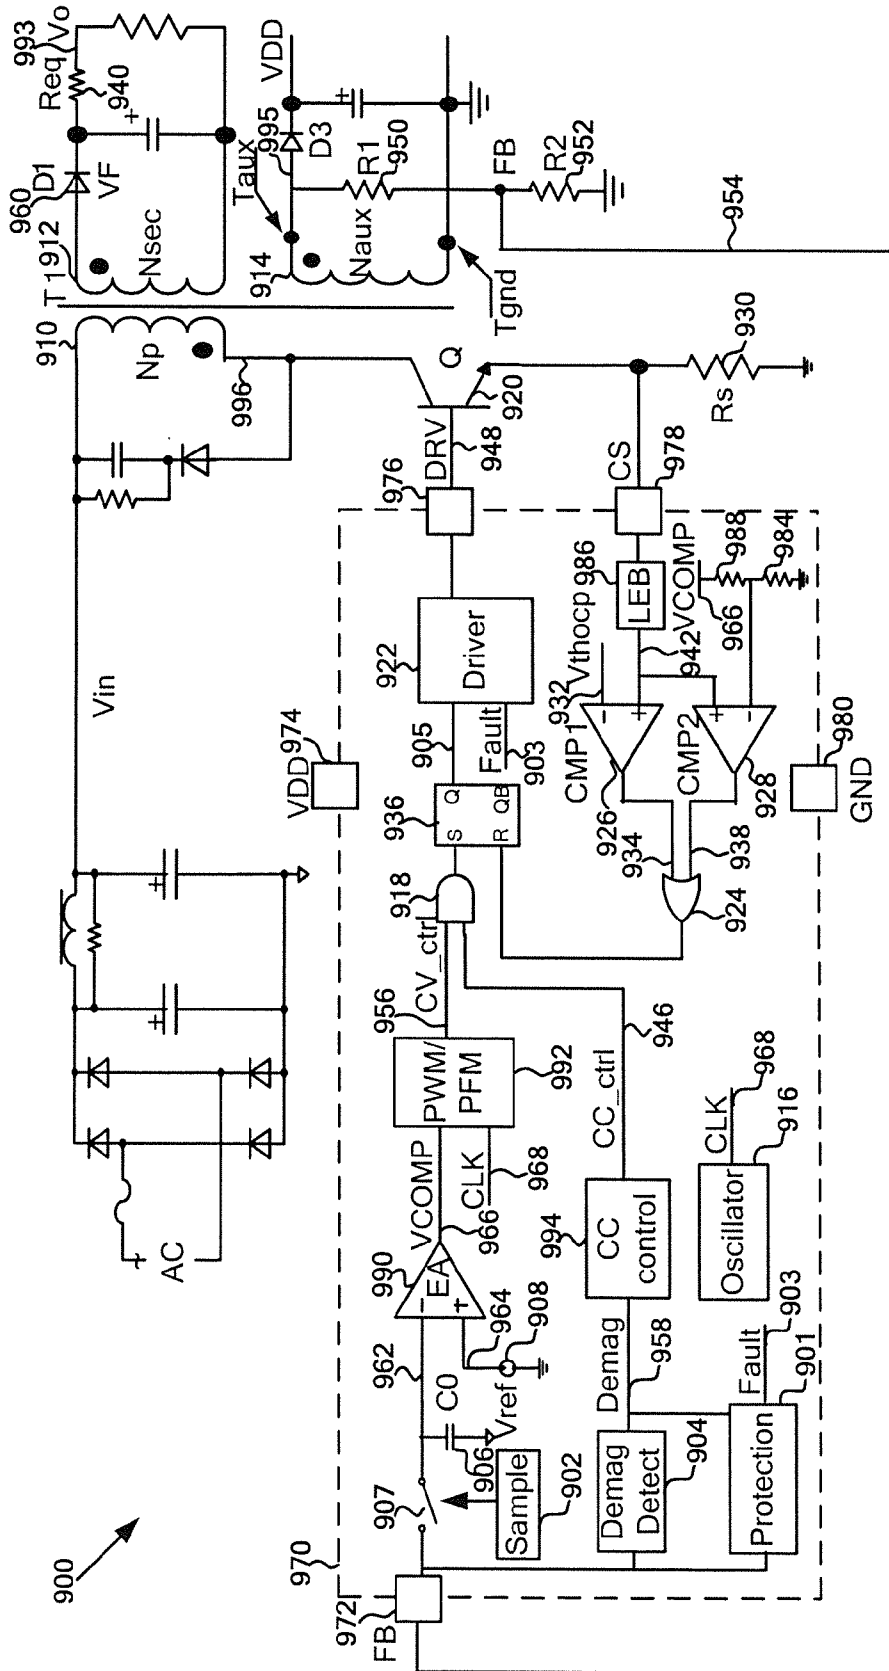 900
AC
Vin
910
Np
996
T1
912
Nsec
960
D1
VF
Req
940
993
Vo
914
Naux
Taux
Tgnd
995
D3
VDD
R1
950
FB
R2
952
954
Q
920
DRV
948
976
CS
978
Rs
930
970
972
FB
907
Sample
902
906
C0
Vref
908
962
964
990
EA
VCOMP
966
CLK
968
PWM/
PFM
992
956
CV_ctrl
918
936
S
R
Q
QB
905
Fault
903
922
Driver
VDD
974
Demag
Detect
904
Demag
958
994
CC
control
CC_ctrl
946
Protection
901
Fault
903
Oscillator
916
CLK
968
924
934
938
CMP1
926
CMP2
928
932
Vthocp
942
LEB
986
VCOMP
966
988
984
980
GND